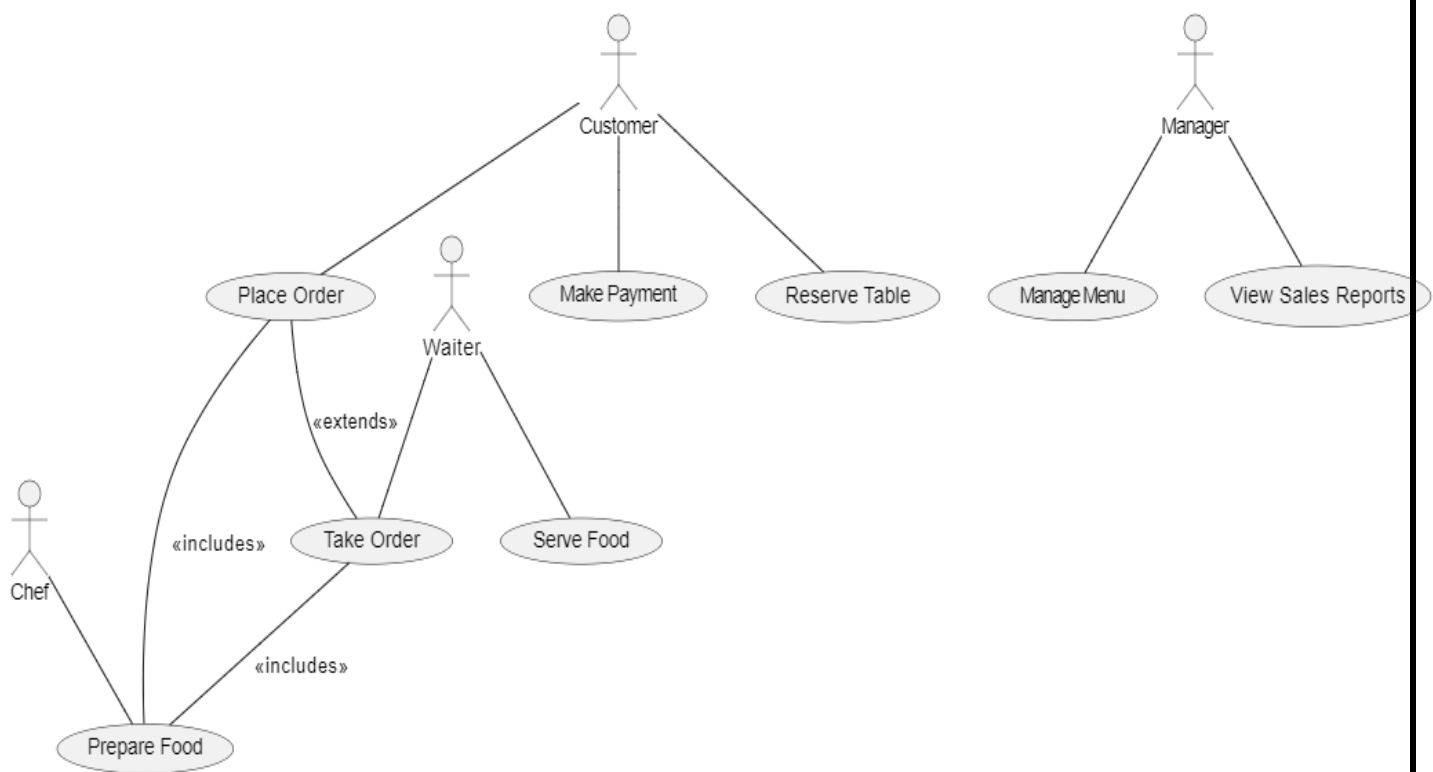 Customer
Manager
Place Order
Make Payment
Reserve Table
Manage Menu
View Sales Reports
Waiter
«extends»
«includes»
Take Order
Serve Food
Chef
«includes»
Prepare Food